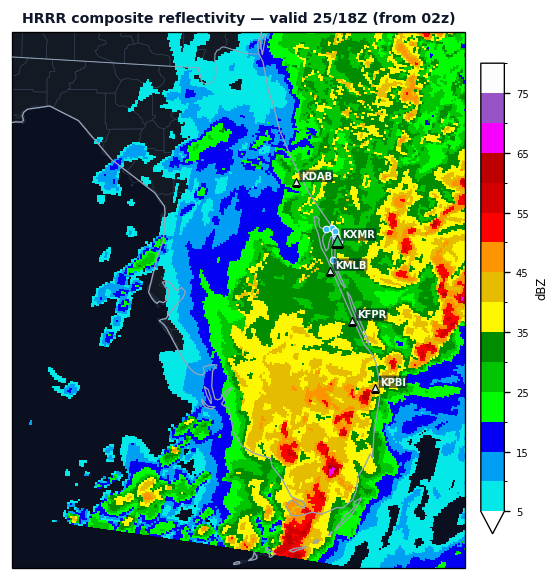 HRRR composite reflectivity — valid 25/18Z (from 02z)
KDAB
KXMR
KMLB
KFPR
KPBI
75
65
55
45
35
25
15
5
dBZ